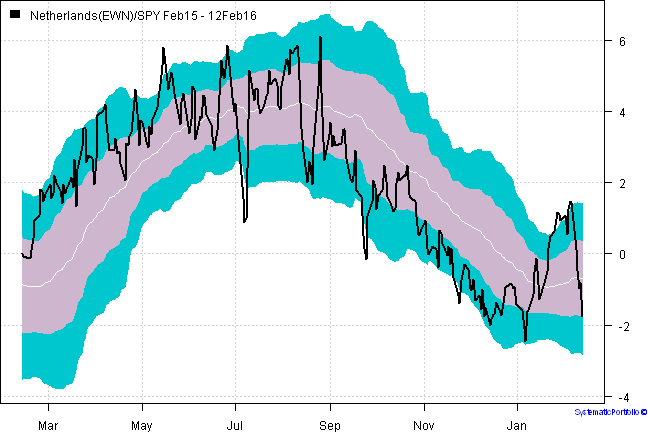 Netherlands(EWN)/SPY Feb15 - 12Feb16
6
4
2
0
-2
-4
Mar May Jul Sep Nov Jan
SystematicPortfolio ©